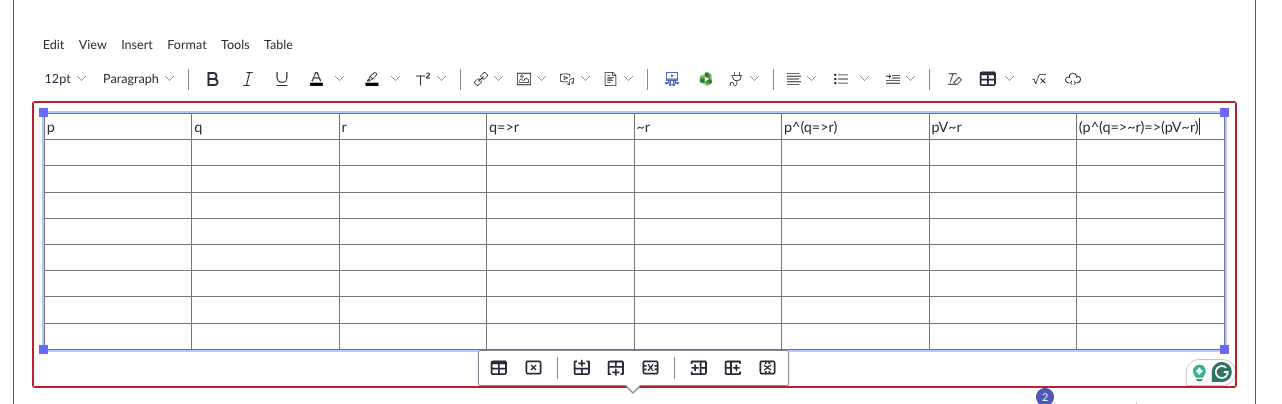 Edit View Insert Format Tools Table
12pt Paragraph B I U A T²
p q r q=>r ~r p^(q=>r) pV~r (p^(q=>~r)=>(pV~r)
2